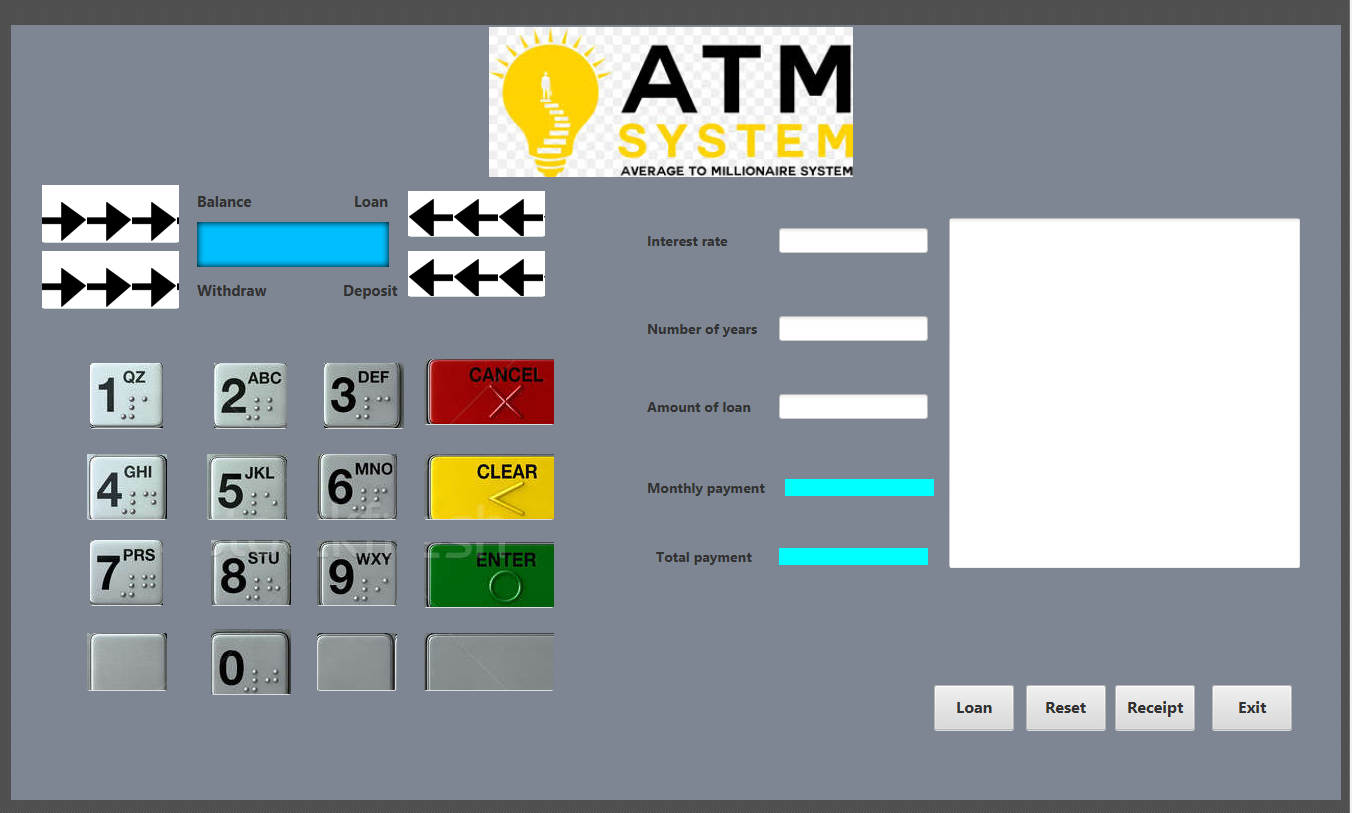 ATM
SYSTEM
AVERAGE TO MILLIONAIRE SYSTEM
Balance Loan
Withdraw Deposit
1 QZ 2 ABC 3 DEF CANCEL
4 GHI 5 JKL 6 MNO CLEAR
7 PRS 8 STU 9 WXY ENTER
0
Interest rate
Number of years
Amount of loan
Monthly payment
Total payment
Loan Reset Receipt Exit